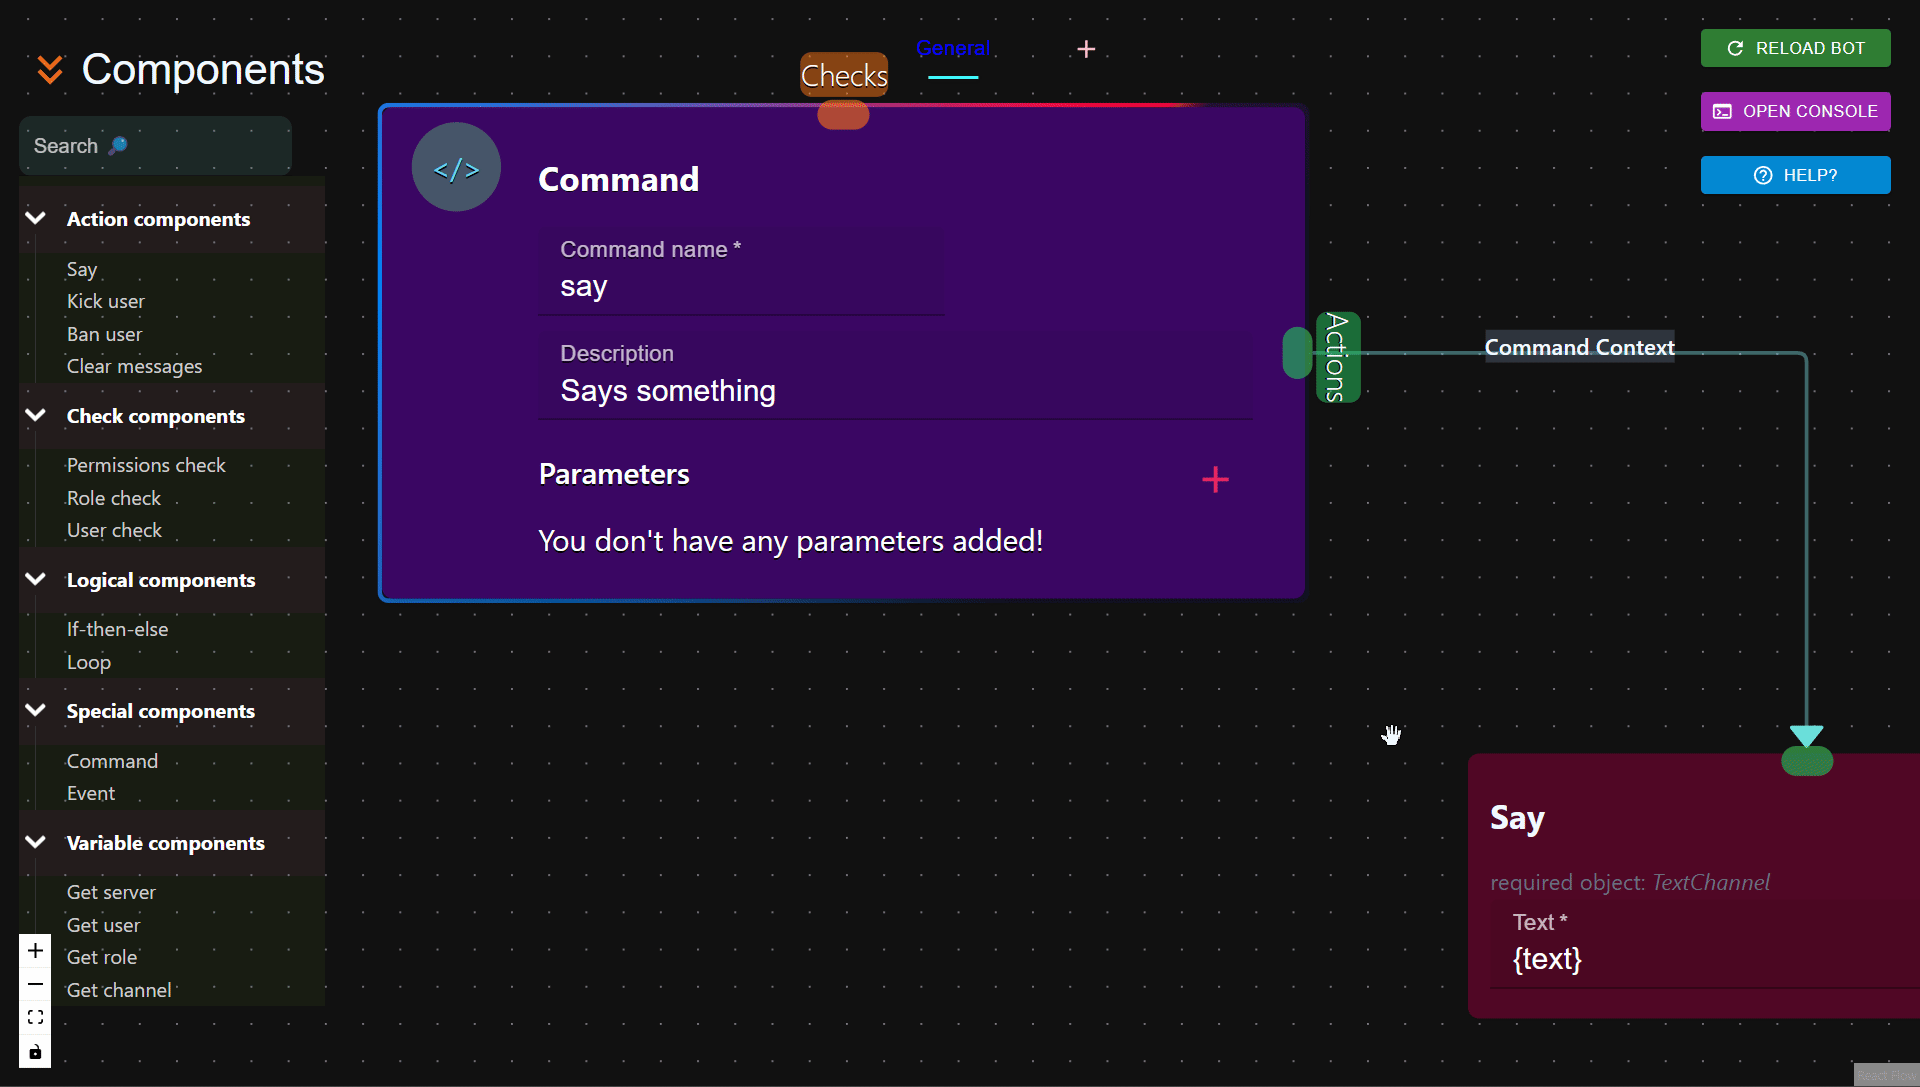 Components
Search
Action components
Say
Kick user
Ban user
Clear messages
Check components
Permissions check
Role check
User check
Logical components
If-then-else
Loop
Special components
Command
Event
Variable components
Get server
Get user
Get role
Get channel
General
+
Checks
</>
Command
Command name *
say
Description
Says something
Parameters
You don't have any parameters added!
Actions
Command Context
RELOAD BOT
OPEN CONSOLE
HELP?
Say
required object: TextChannel
Text *
{text}
React Flow